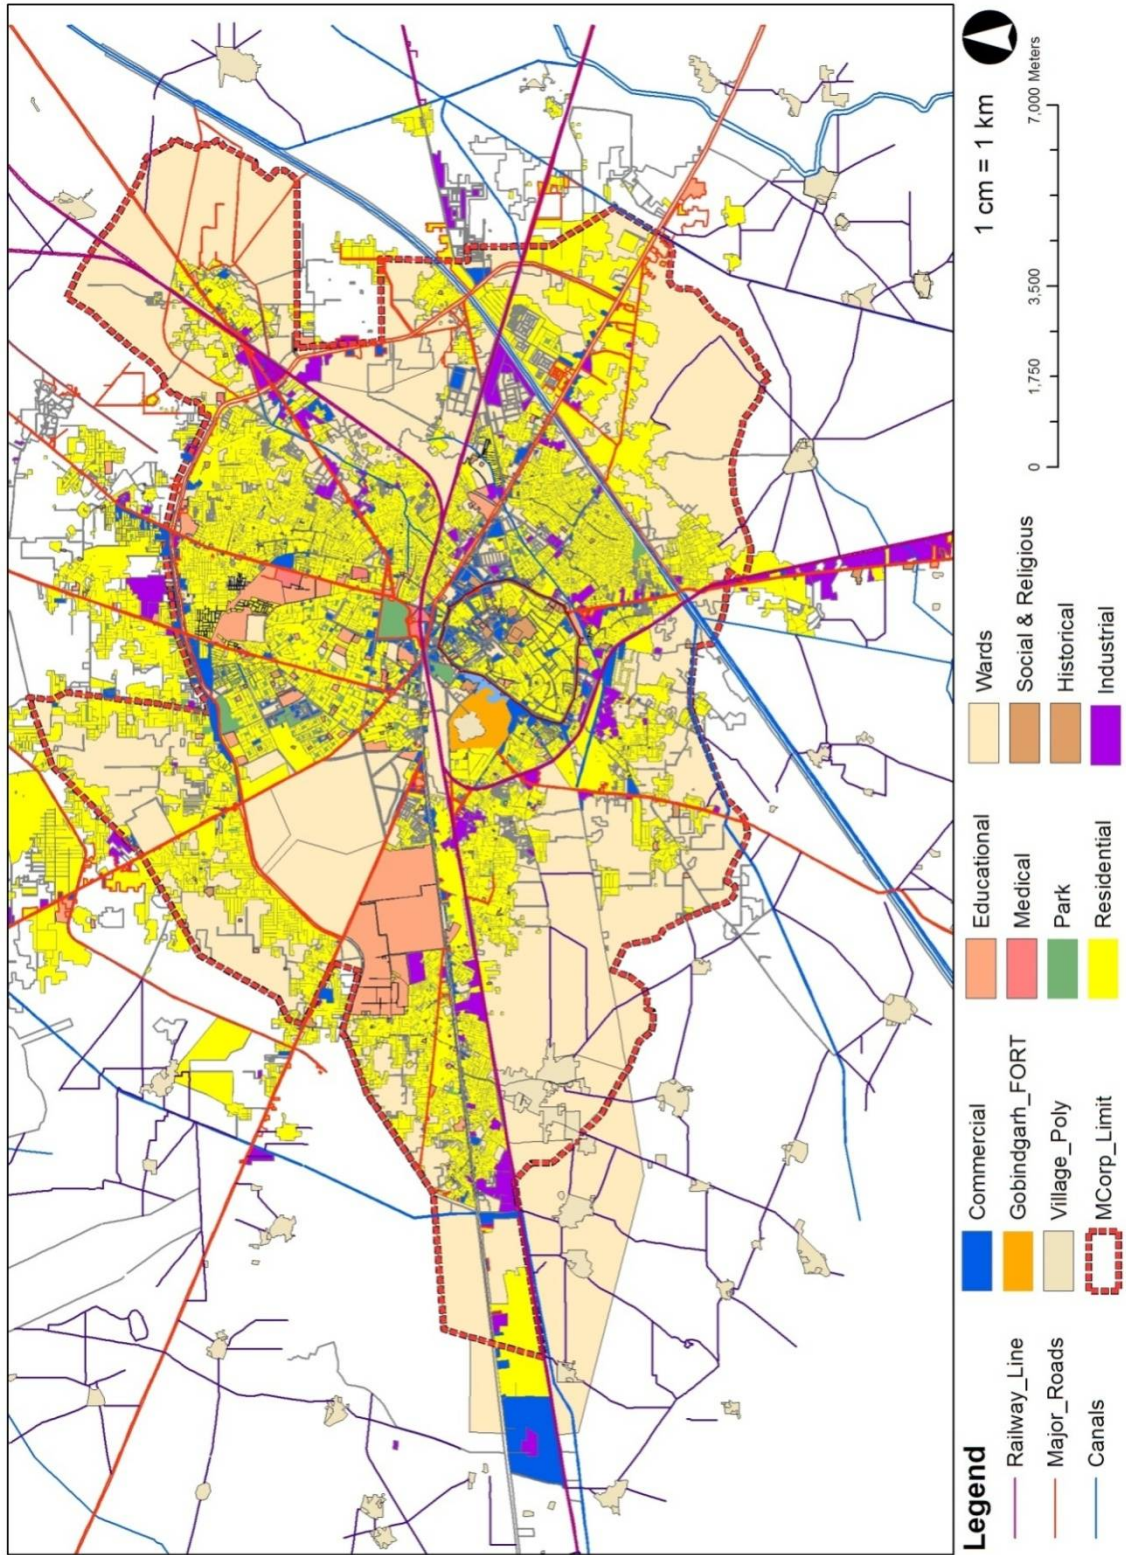 1 cm = 1 km
0 1,750 3,500 7,000 Meters
Legend
Railway_Line
Major_Roads
Canals
Commercial
Gobindgarh_FORT
Village_Poly
MCorp_Limit
Educational
Medical
Park
Residential
Wards
Social & Religious
Historical
Industrial